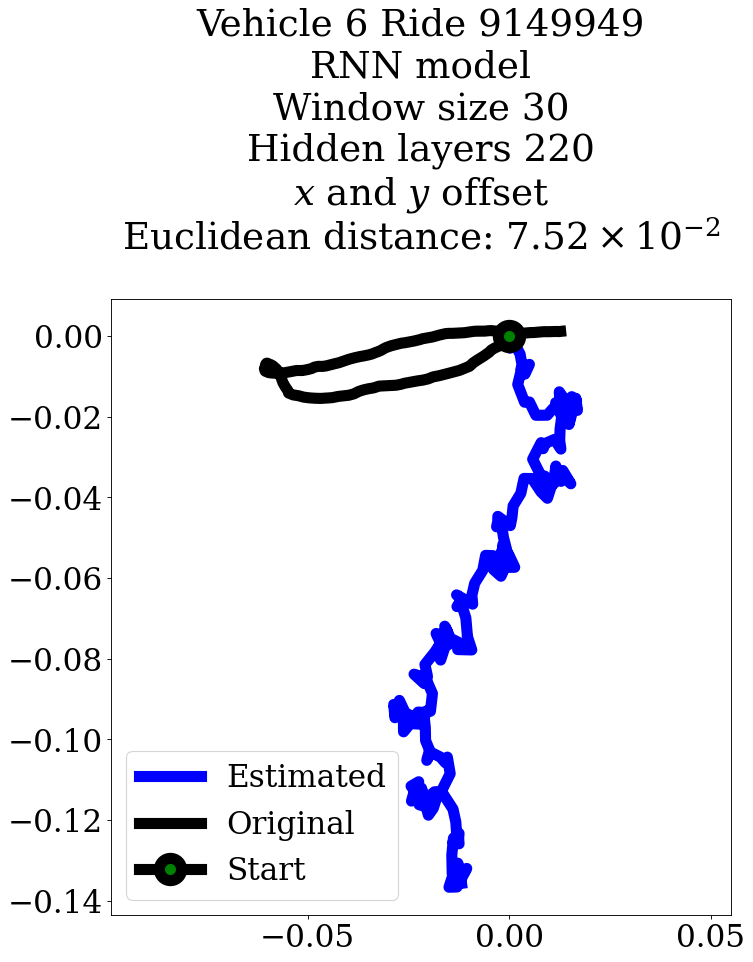 Vehicle 6 Ride 9149949
RNN model
Window size 30
Hidden layers 220
x and y offset
Euclidean distance: 7.52 × 10⁻²
0.00
−0.02
−0.04
−0.06
−0.08
−0.10
−0.12
−0.14
Estimated
Original
Start
−0.05 0.00 0.05